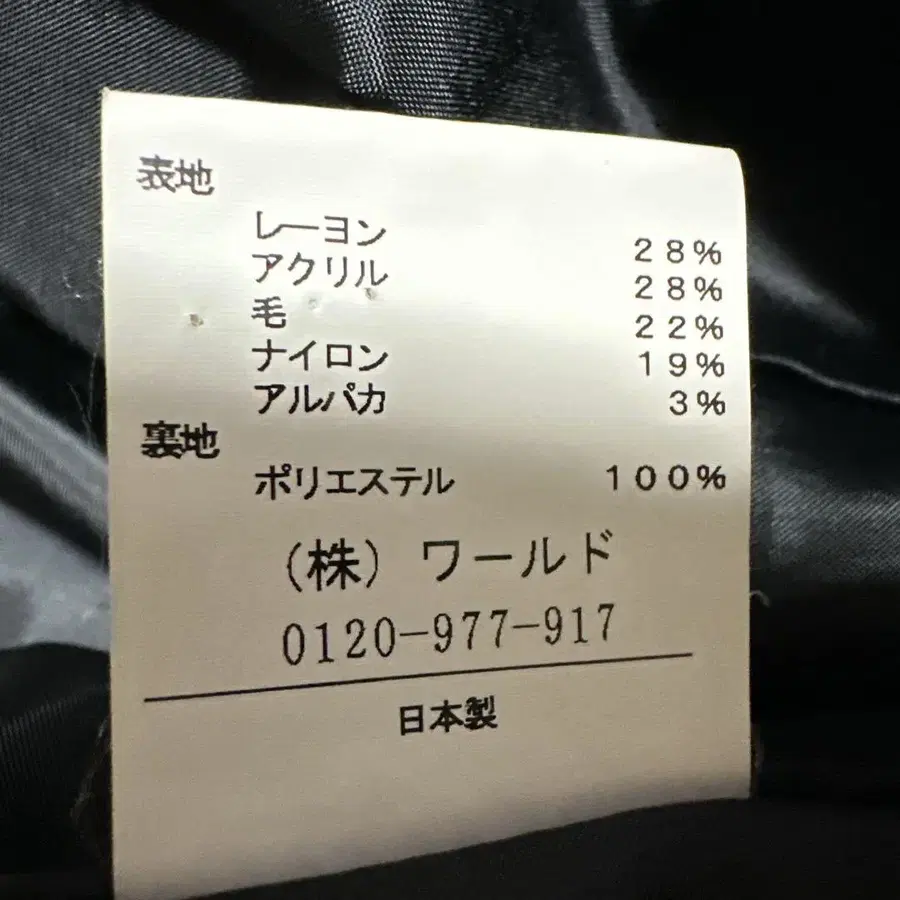 表地
レーヨン 28%
アクリル 28%
毛 22%
ナイロン 19%
アルパカ 3%
裏地
ポリエステル 100%
(株) ワールド
0120-977-917
日本製